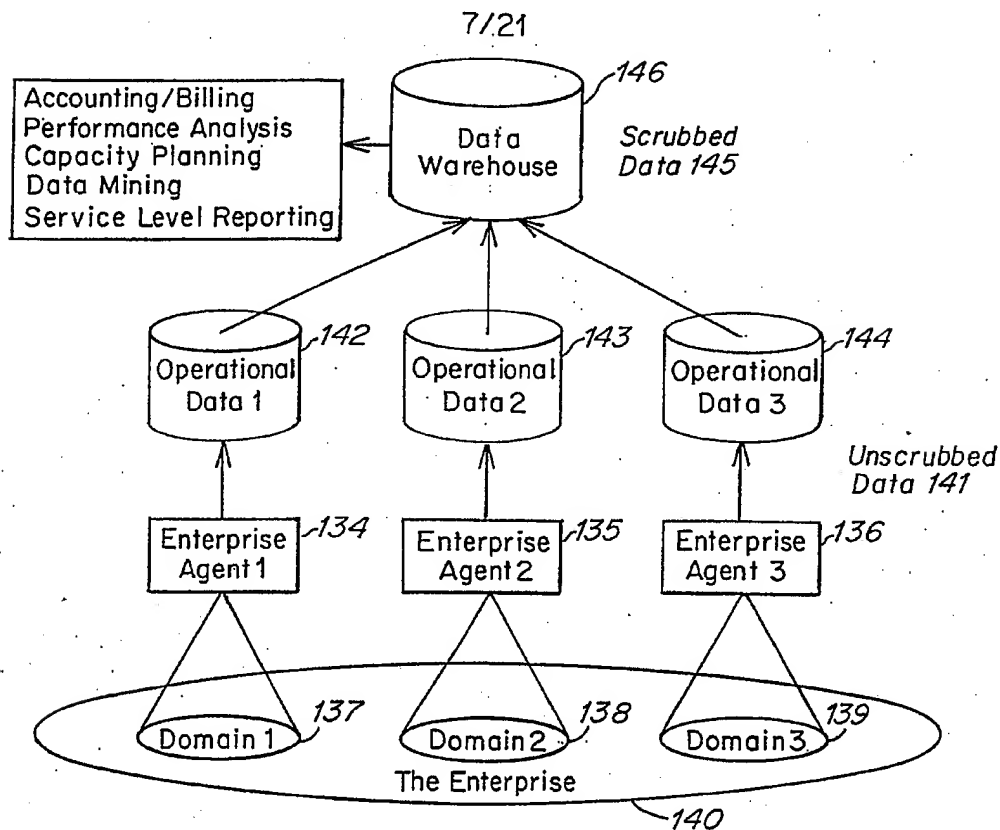 7/21
146
Accounting/Billing
Performance Analysis
Capacity Planning
Data Mining
Service Level Reporting
Data
Warehouse
Scrubbed
Data 145
142
143
144
Operational
Data 1
Operational
Data 2
Operational
Data 3
Unscrubbed
Data 141
134
135
136
Enterprise
Agent 1
Enterprise
Agent 2
Enterprise
Agent 3
137
138
139
Domain 1
Domain 2
Domain 3
The Enterprise
140